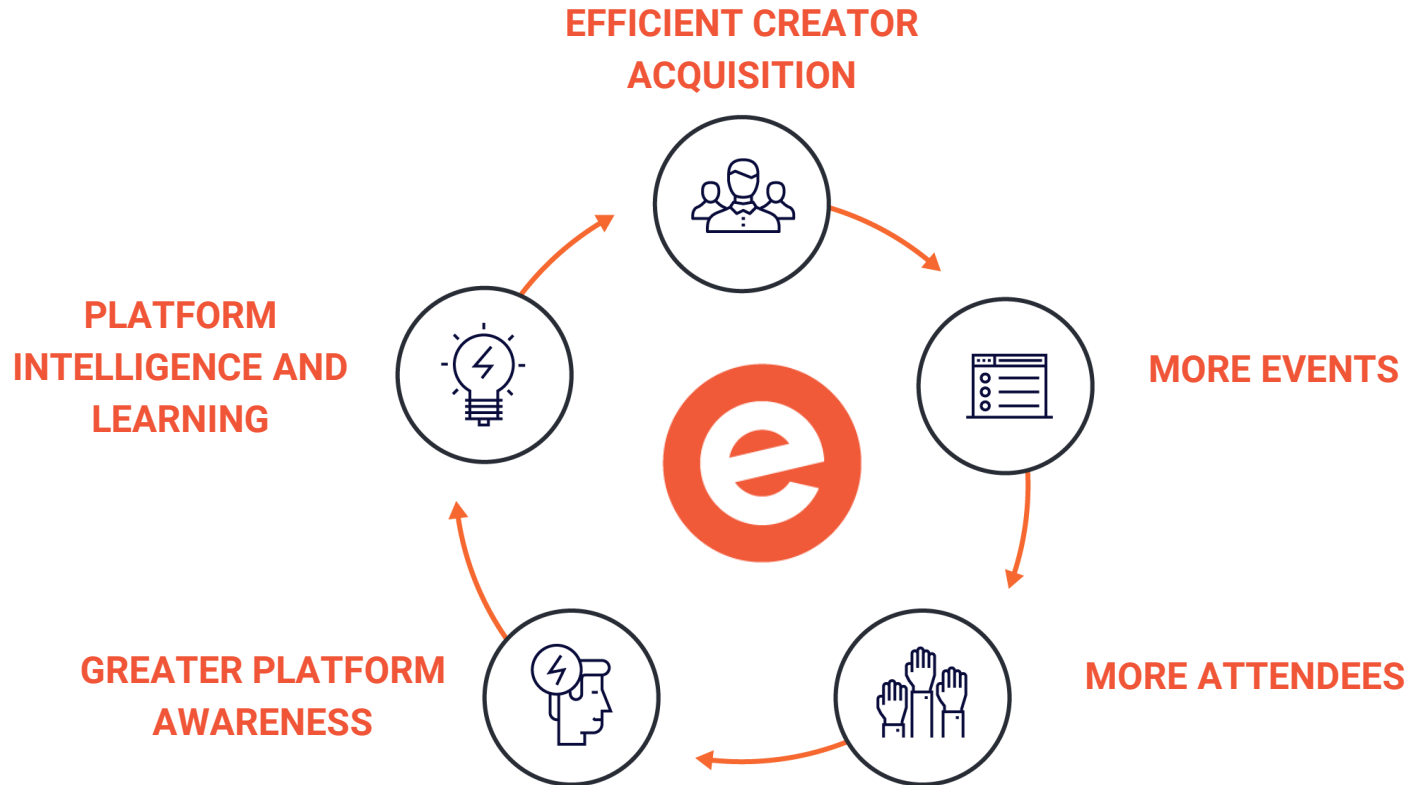 EFFICIENT CREATOR
ACQUISITION
MORE EVENTS
MORE ATTENDEES
GREATER PLATFORM
AWARENESS
PLATFORM
INTELLIGENCE AND
LEARNING
e